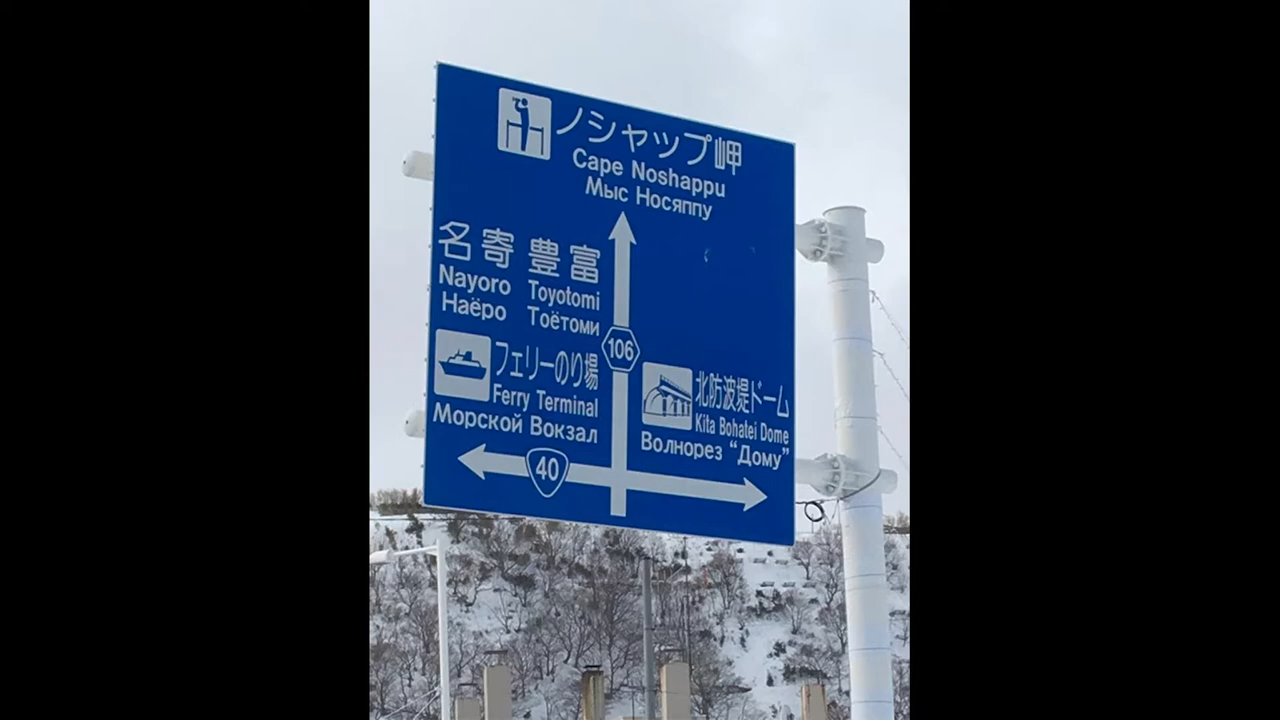 ノシャップ岬
Cape Noshappu
Мыс Носяппу
名寄 豊富
Nayoro Toyotomi
Наёро Тоётоми
106
フェリーのり場
Ferry Terminal
Морской Вокзал
北防波堤ドーム
Kita Bohatei Dome
Волнорез “Дому”
40